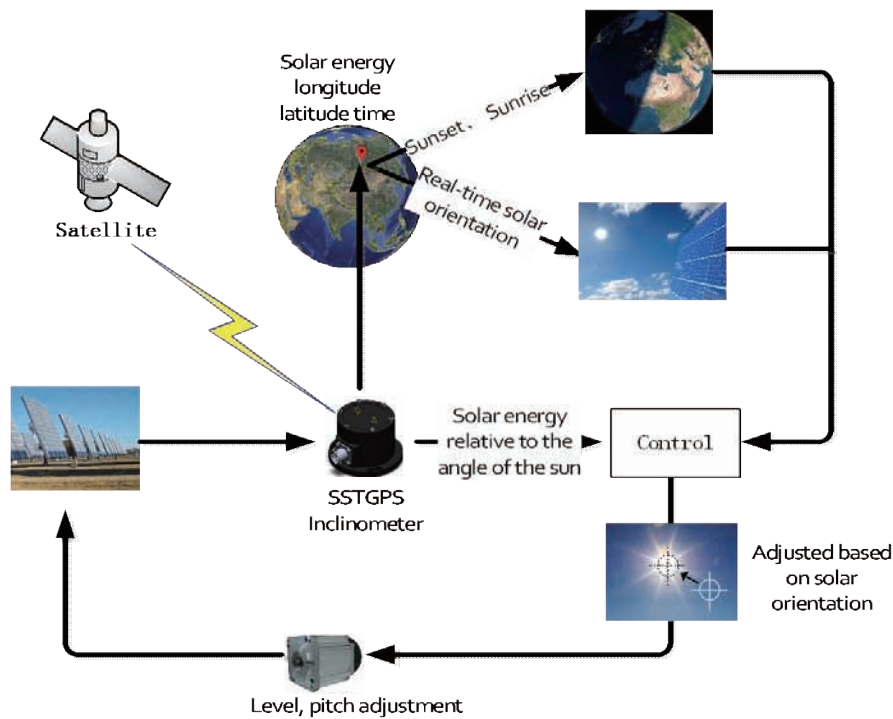 Solar energy
longitude
latitude time
Sunset、Sunrise
Real-time solar
orientation
Satellite
Solar energy
relative to the
angle of the sun
Control
SSTGPS
Inclinometer
Adjusted based
on solar
orientation
Level, pitch adjustment